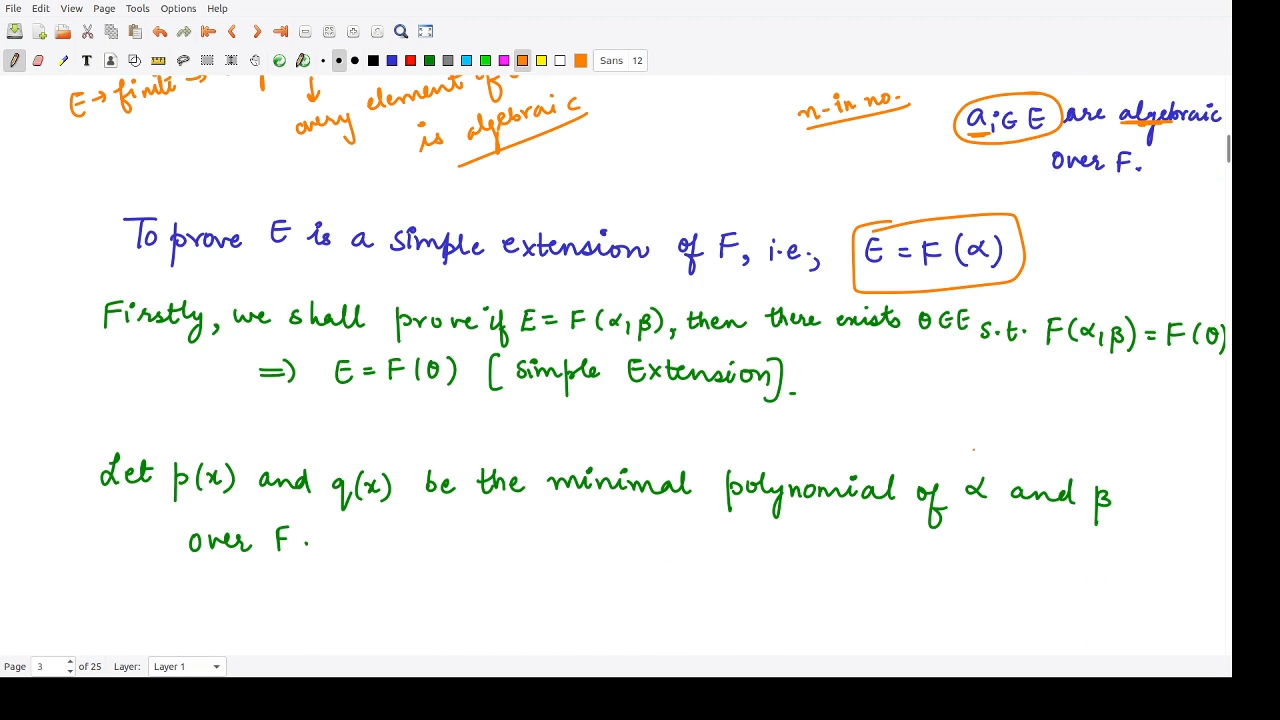 File Edit View Page Tools Options Help
T Sans 12
E → finite →
every element of
is algebraic
n-in no.
aᵢ ∈ E are algebraic
over F.
To prove E is a simple extension of F, i.e., E = F(α)
Firstly, we shall prove if E = F(α,β), then there exists θ∈E s.t. F(α,β) = F(θ)
⇒ E = F(θ) [Simple Extension].
Let p(x) and q(x) be the minimal polynomial of α and β
over F.
Page 3 of 25 Layer: Layer 1